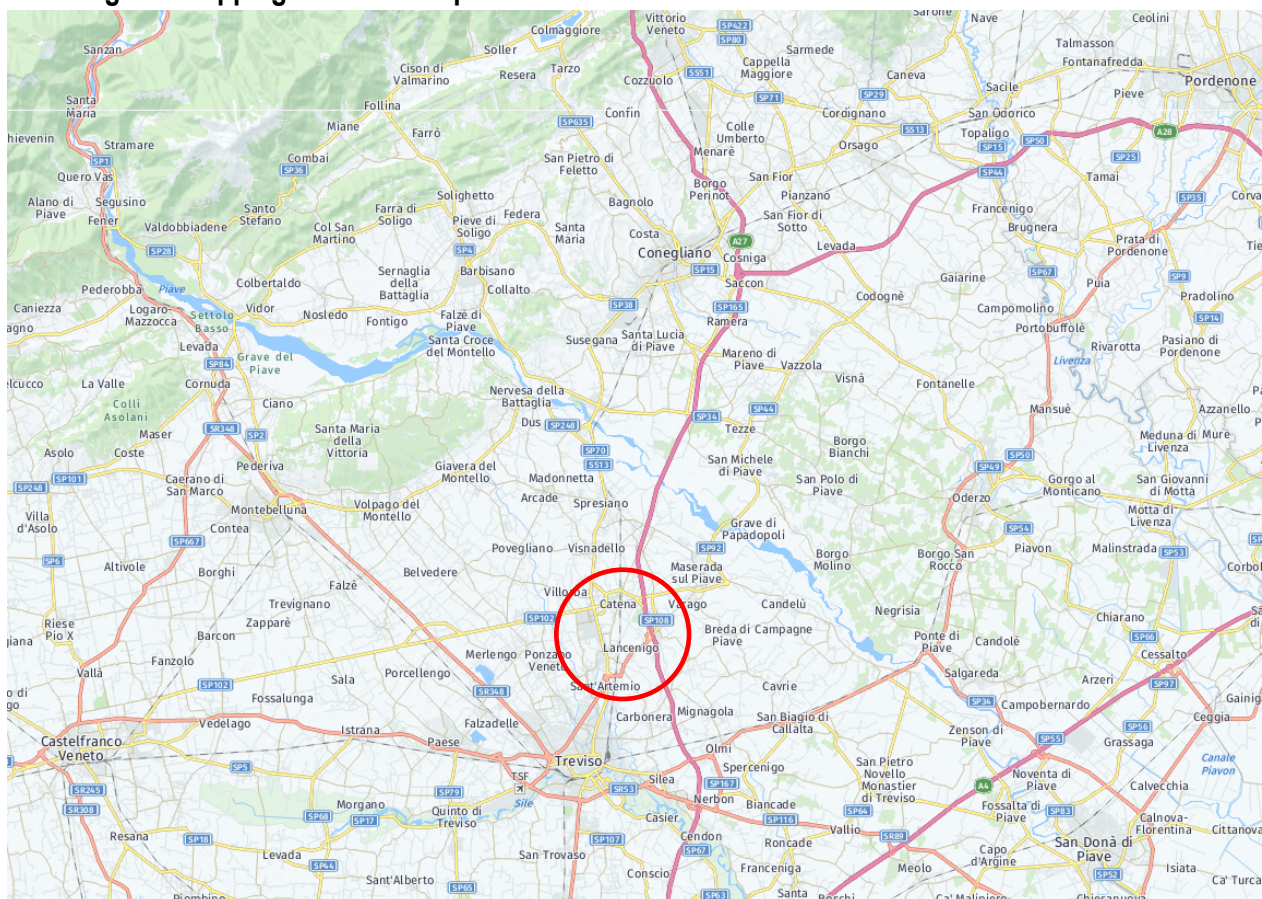 Vittorio
Veneto
SP422
SP80
Sarone
Nave
Ceolini
Colmaggiore
Sanzan
Soller
Sarmede
Talmasson
Fontanafredda
Cison di
Valmarino
Resera
Tarzo
Cozzuolo
SS51
Cappella
Maggiore
Caneva
Sacile
Pordenone
Santa
Maria
Follina
Confin
SP71
SP29
Cordignano
San Odorico
Pieve
Miane
Farrò
SP635
Colle
Umberto
SS13
Topaligo
SP50
A28
Stramare
Menarè
Orsago
SP15
SP1
Combai
San Pietro di
Feletto
SP25
Quero Vas
SP36
Borgo
Perinot
San Fior
SP44
Tamai
Alano di
Piave
Segusino
Santo
Stefano
Solighetto
Bagnolo
Pianzano
SP35
Fener
Valdobbiadene
Farra di
Soligo
Federa
San Fior di
Sotto
Francenigo
Col San
Martino
Pieve di
Soligo
Santa
Maria
Costa
Brugnera
SP28
SP4
Conegliano
A27
Cosniga
Levada
Prata di
Pordenone
Sernaglia
della
Battaglia
Barbisano
SP15
Gaiarine
SP67
SP9
Pederobba
Piave
Colbertaldo
Collalto
Saccon
Codognè
Puia
Pradolino
Caniezza
Logaro-
Mazzocca
Settolo
Basso
Vidor
Nosledo
Fontigo
Falzè di
Piave
SP38
SP165
Campomolino
SP14
Ramera
Portobuffolè
Levada
Santa Croce
del Montello
Susegana
Santa Lucia
di Piave
Rivarotta
Pasiano di
Pordenone
SP84
Grave del
Piave
Mareno di
Piave
Vazzola
Livenza
La Valle
Cornuda
Nervesa della
Battaglia
Visnà
Fontanelle
Colli
Asolani
Ciano
SP34
SP44
Mansuè
Azzanello
Maser
SR348
SP2
Santa Maria
della
Vittoria
Dus
SP248
Tezze
Borgo
Bianchi
Meduna di
Livenza
Mure
Asolo
Coste
SP70
SP50
Pederiva
Giavera del
Montello
SS13
San Michele
di Piave
SP49
SP248
SP101
Caerano di
San Marco
Madonnetta
San Polo di
Piave
Gorgo al
Monticano
San Giovanni
di Motta
Villa
d'Asolo
Montebelluna
Volpago del
Montello
Arcade
Spresiano
Oderzo
Motta di
Livenza
Contea
Grave di
Papadopoli
SP54
SP667
Povegliano
Visnadello
SP92
Borgo
Molino
Borgo San
Rocco
Piavon
Malinstrada
SP53
SP6
Altivole
Borghi
Falzè
Belvedere
Maserada
sul Piave
Villorba
Trevignano
Catena
Varago
Candelù
Negrisia
Chiarano
Riese
Pio X
Zapparè
SP102
SP108
SP66
Barcon
Breda di
Piave
Campagne
Ponte di
Piave
Candolè
Merlengo
Ponzano
Veneto
Lancenigo
Cessalto
Fanzolo
Vallà
Porcellengo
Salgareda
Arzeri
SP102
Sala
SR348
Sant'Artemio
Cavrie
SP97
Fossalunga
SP34
Campobernardo
Vedelago
Falzadelle
Carbonera
Mignagola
San Biagio di
Callalta
Ceggia
Istrana
Zenson di
Piave
SP56
Castelfranco
Veneto
Paese
Olmi
SP55
Grassaga
Canale
Piavon
SP5
Treviso
Spercenigo
San Pietro
Novello
Monastier
di Treviso
TSF
Silea
SP167
A4
Noventa di
Piave
Calvecchia
SR245
SR308
SP79
Sile
SR53
Nerbon
Morgano
Biancade
Fossalta di
Piave
SP83
SP68
SP17
Quinto di
Treviso
Casier
SP116
SP64
Calnova-
Florentina
Cittanova
Resana
SP18
SP107
Cendon
Vallio
SR89
Roncade
San Donà di
Piave
Levada
San Trovaso
SP67
Capo
d'Argine
SP44
Franceniga
Meolo
Isiata
Sant'Alberto
SP65
Conscio
SP52
Ca' Turca
SP63
Santa
Ca' Maliniero
Chiesanuova
Piombino